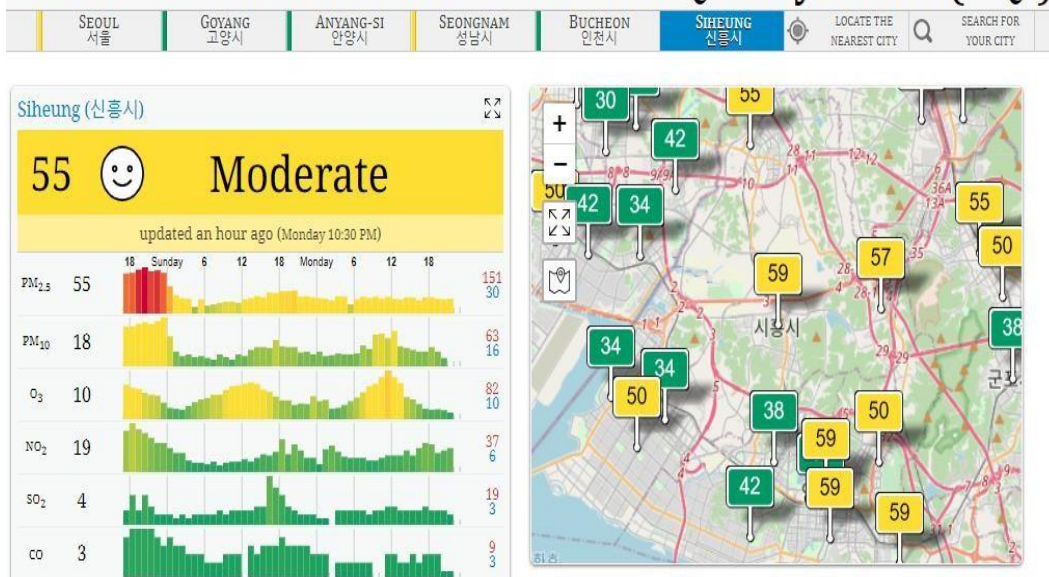 SEOUL
서울
GOYANG
고양시
ANYANG-SI
안양시
SEONGNAM
성남시
BUCHEON
인천시
SIHEUNG
신흥시
LOCATE THE
NEAREST CITY
SEARCH FOR
YOUR CITY
Siheung (신흥시)
55 Moderate
updated an hour ago (Monday 10:30 PM)
18 Sunday 6 12 18 Monday 6 12 18
PM2.5 55 151
30
PM10 18 63
16
O3 10 82
10
NO2 19 37
6
SO2 4 19
3
CO 3 9
3
+
−
30
55
42
50
42
34
55
50
57
59
시흥시
38
34
34
50
38
50
59
42
59
59